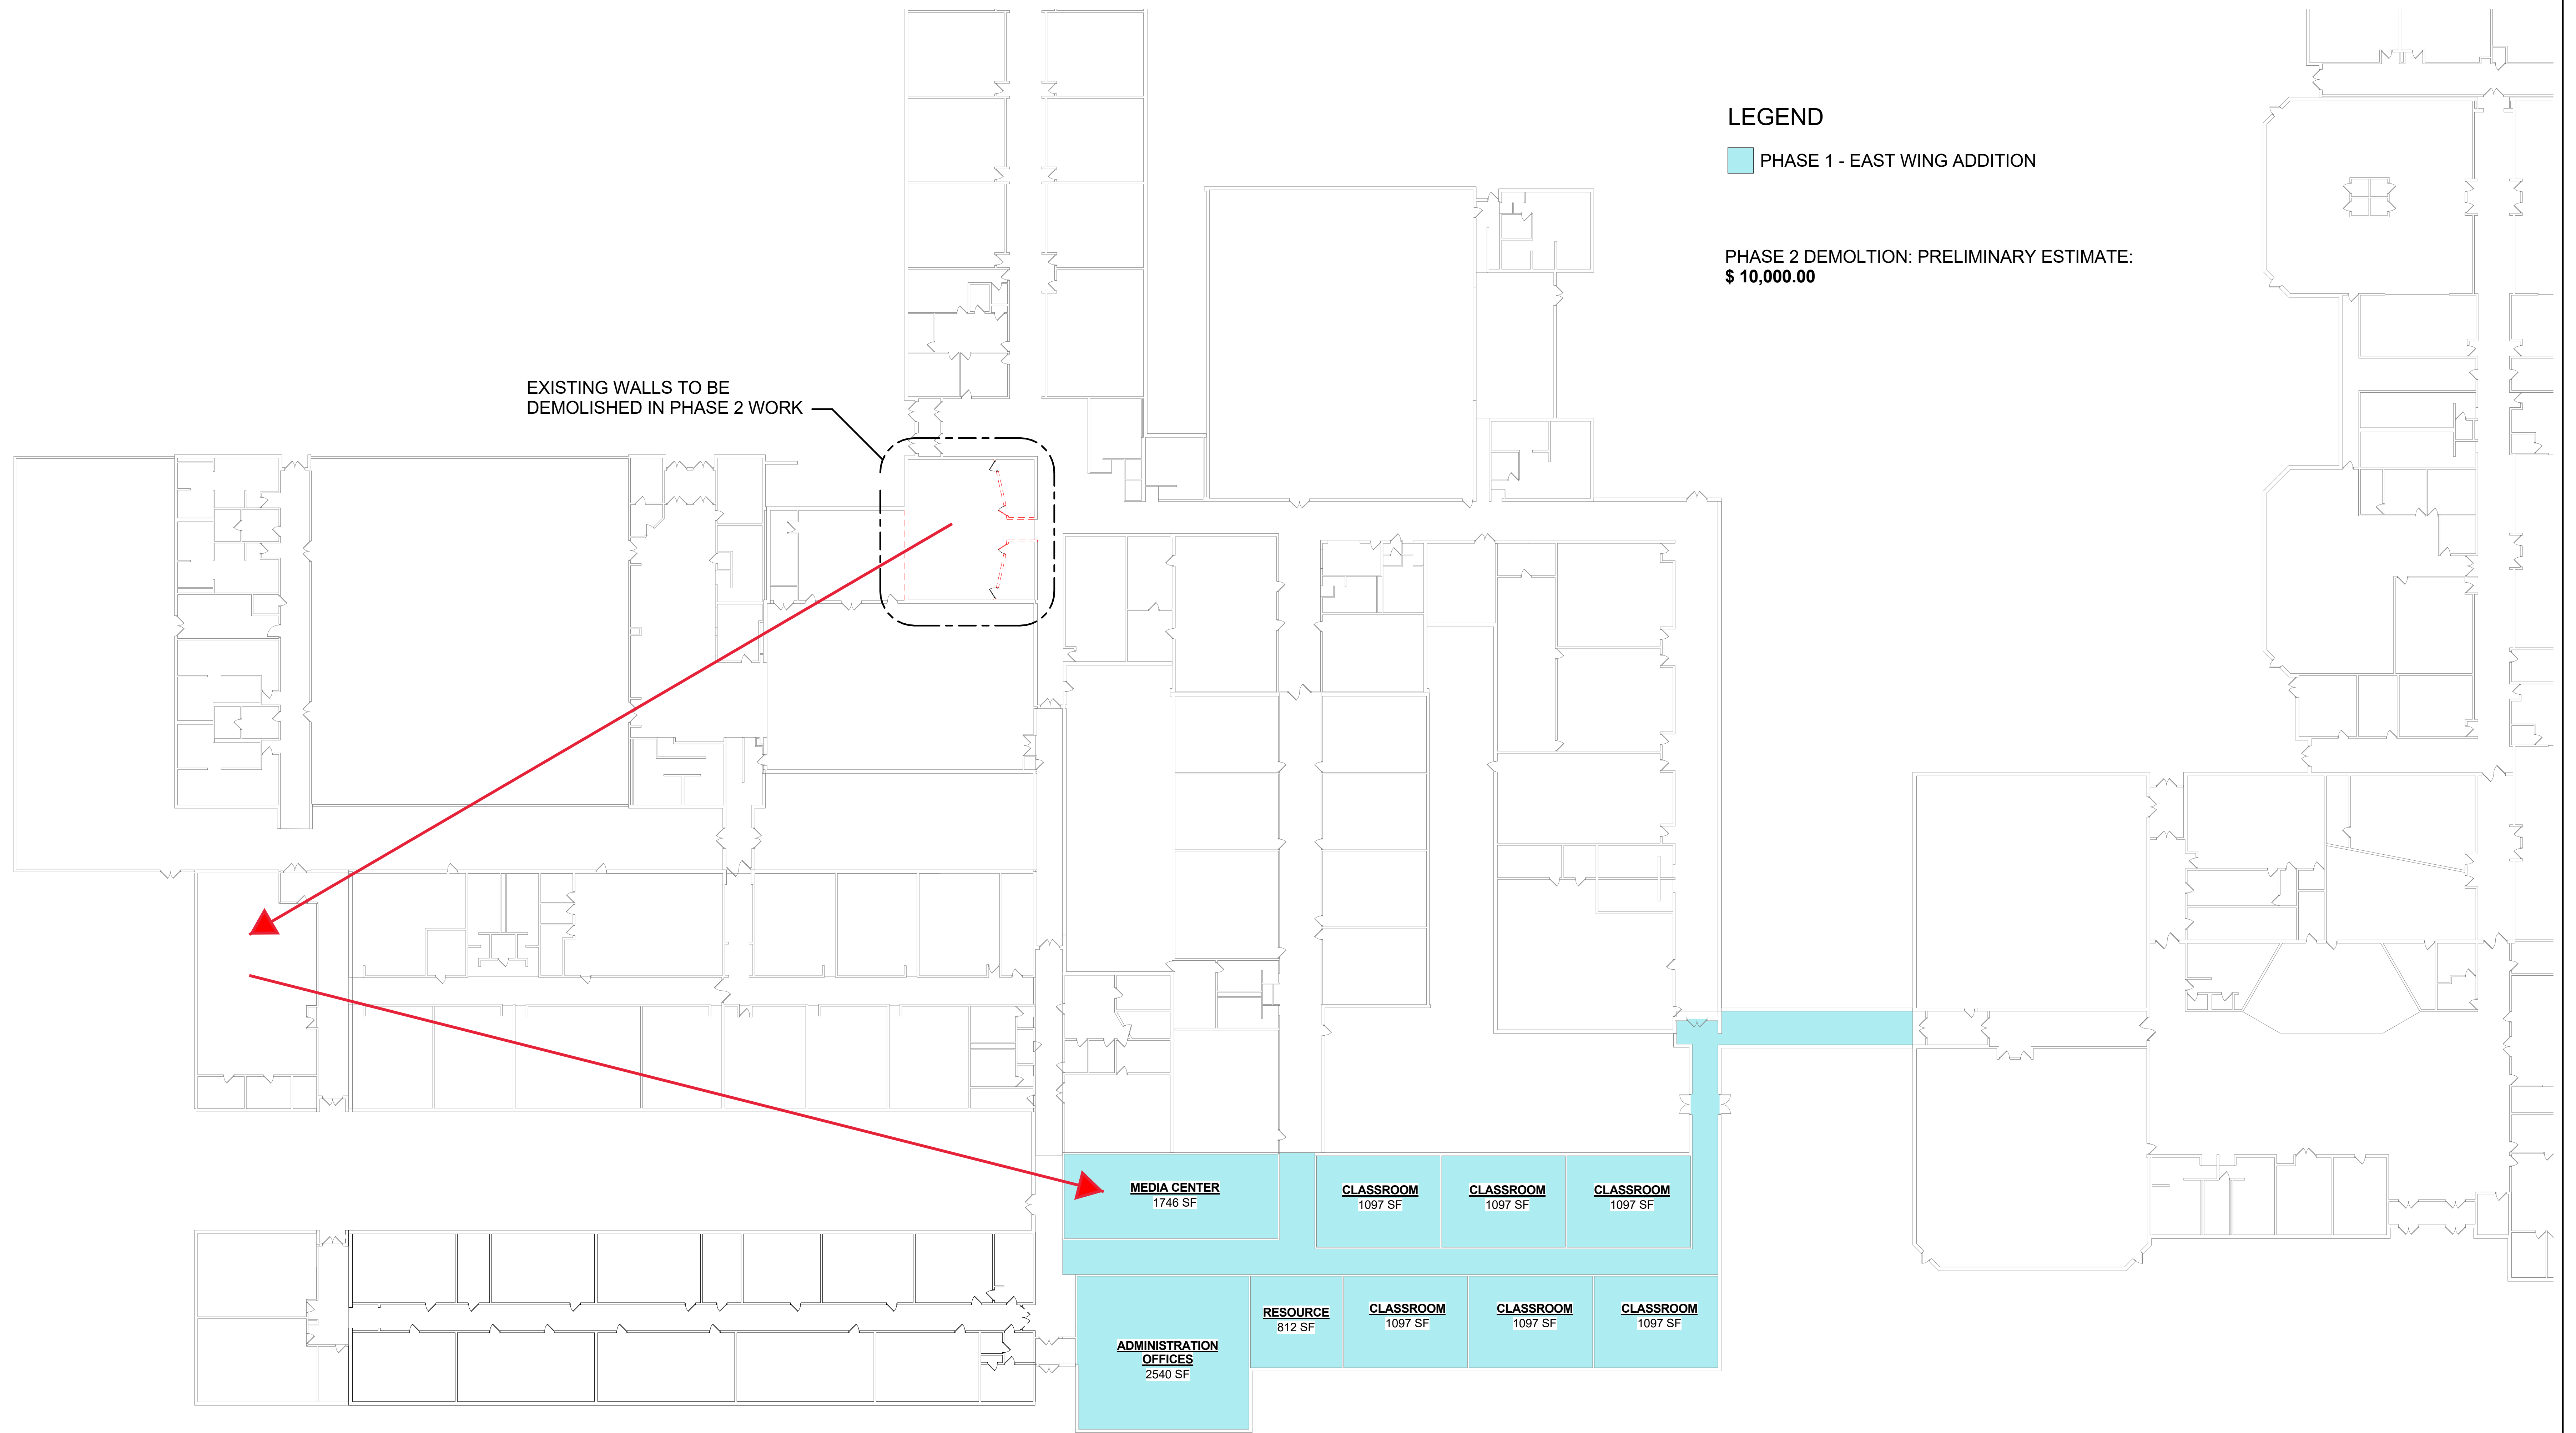 LEGEND
PHASE 1 - EAST WING ADDITION
PHASE 2 DEMOLTION: PRELIMINARY ESTIMATE:
$ 10,000.00
EXISTING WALLS TO BE
DEMOLISHED IN PHASE 2 WORK
MEDIA CENTER
1746 SF
CLASSROOM
1097 SF
CLASSROOM
1097 SF
CLASSROOM
1097 SF
ADMINISTRATION
OFFICES
2540 SF
RESOURCE
812 SF
CLASSROOM
1097 SF
CLASSROOM
1097 SF
CLASSROOM
1097 SF